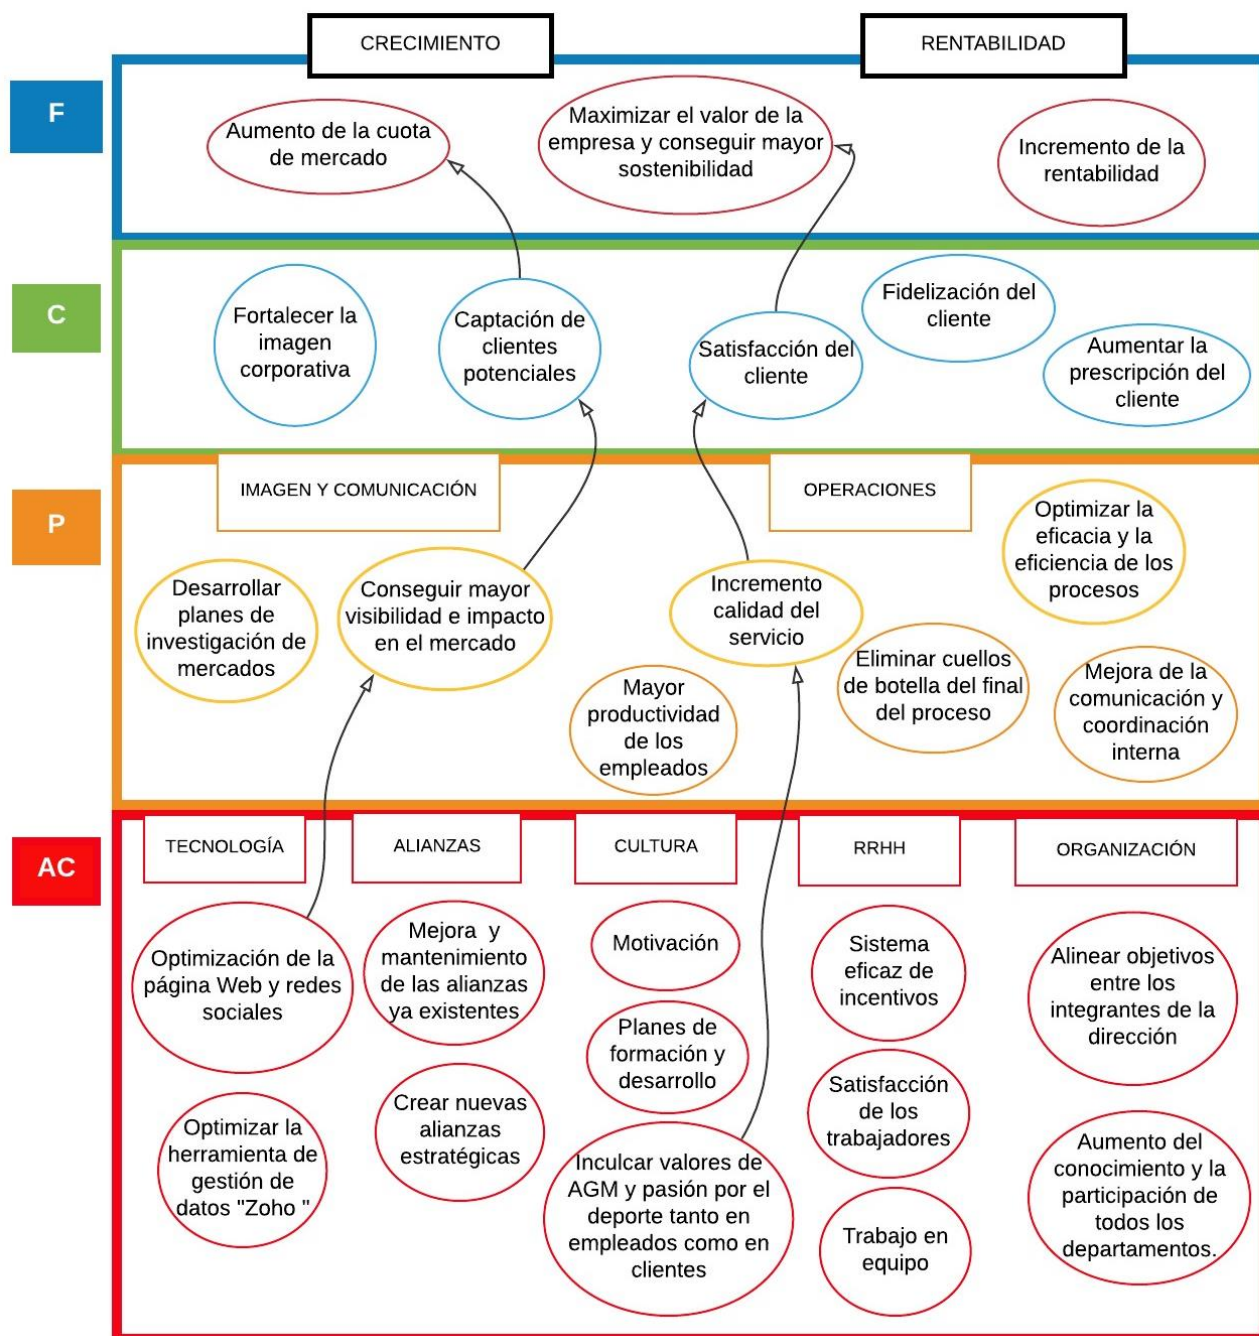 CRECIMIENTO
RENTABILIDAD
F
Aumento de la cuota
de mercado
Maximizar el valor de la
empresa y conseguir mayor
sostenibilidad
Incremento de la
rentabilidad
C
Fortalecer la
imagen
corporativa
Captación de
clientes
potenciales
Satisfacción del
cliente
Fidelización del
cliente
Aumentar la
prescripción del
cliente
P
IMAGEN Y COMUNICACIÓN
OPERACIONES
Desarrollar
planes de
investigación de
mercados
Conseguir mayor
visibilidad e impacto
en el mercado
Incremento
calidad del
servicio
Optimizar la
eficacia y la
eficiencia de los
procesos
Mayor
productividad
de los
empleados
Eliminar cuellos
de botella del final
del proceso
Mejora de la
comunicación y
coordinación
interna
AC
TECNOLOGÍA
ALIANZAS
CULTURA
RRHH
ORGANIZACIÓN
Optimización de la
página Web y redes
sociales
Optimizar la
herramienta de
gestión de
datos "Zoho "
Mejora y
mantenimiento
de las alianzas
ya existentes
Crear nuevas
alianzas
estratégicas
Motivación
Planes de
formación y
desarrollo
Inculcar valores de
AGM y pasión por el
deporte tanto en
empleados como en
clientes
Sistema
eficaz de
incentivos
Satisfacción
de los
trabajadores
Trabajo en
equipo
Alinear objetivos
entre los
integrantes de la
dirección
Aumento del
conocimiento y la
participación de
todos los
departamentos.